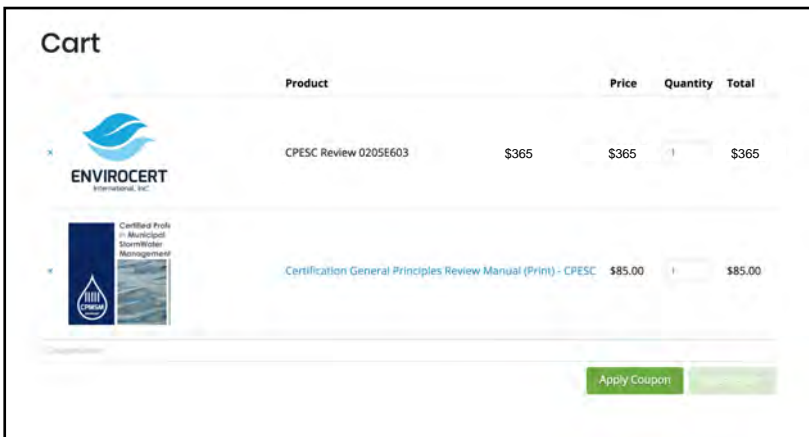 Cart
Product Price Quantity Total
× CPESC Review 0205E603 $365 $365 1 $365
ENVIROCERT
International, Inc.
Certified Profe
in Municipal
StormWater
Management
CPMSM
× Certification General Principles Review Manual (Print) - CPESC $85.00 1 $85.00
Apply Coupon